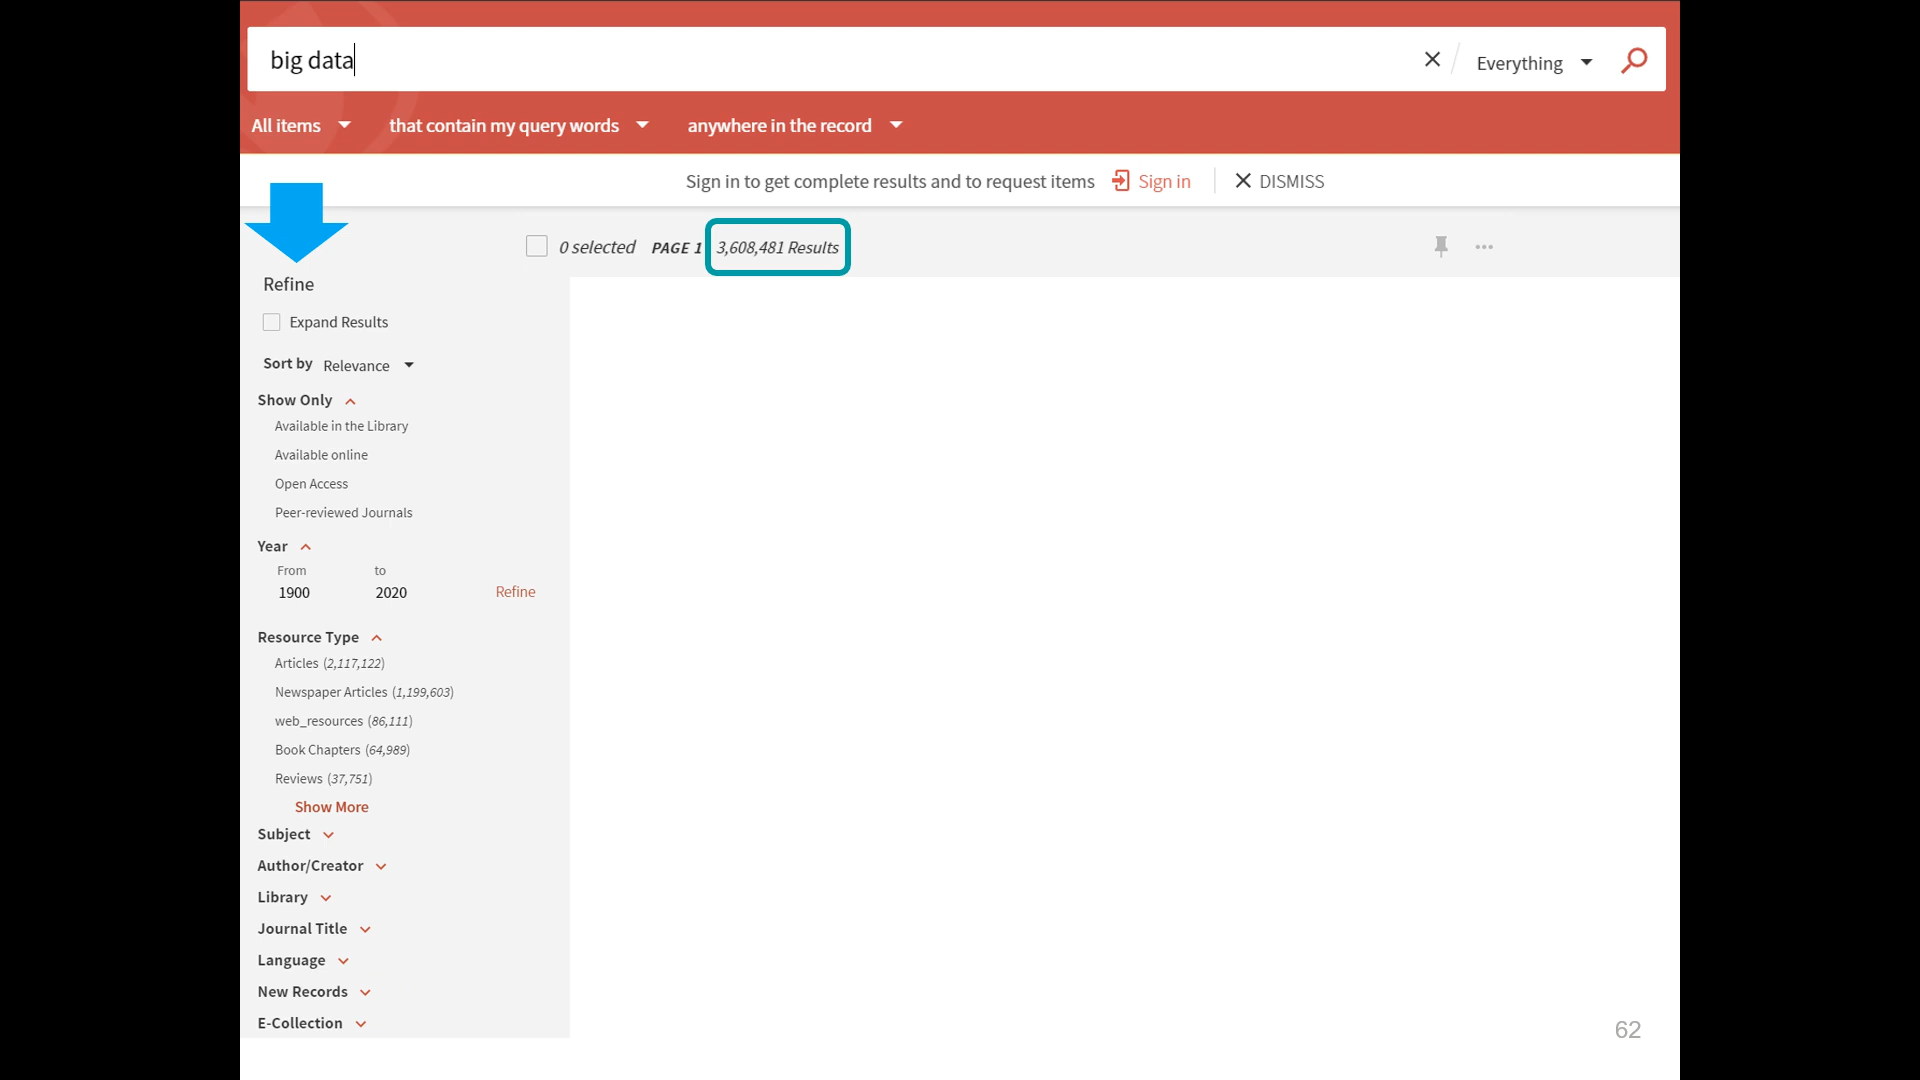 big data
Everything
All items that contain my query words anywhere in the record
Sign in to get complete results and to request items Sign in DISMISS
0 selected PAGE 1 3,608,481 Results
Refine
Expand Results
Sort by Relevance
Show Only
Available in the Library
Available online
Open Access
Peer-reviewed Journals
Year
From to
1900 2020 Refine
Resource Type
Articles (2,117,122)
Newspaper Articles (1,199,603)
web_resources (86,111)
Book Chapters (64,989)
Reviews (37,751)
Show More
Subject
Author/Creator
Library
Journal Title
Language
New Records
E-Collection
62